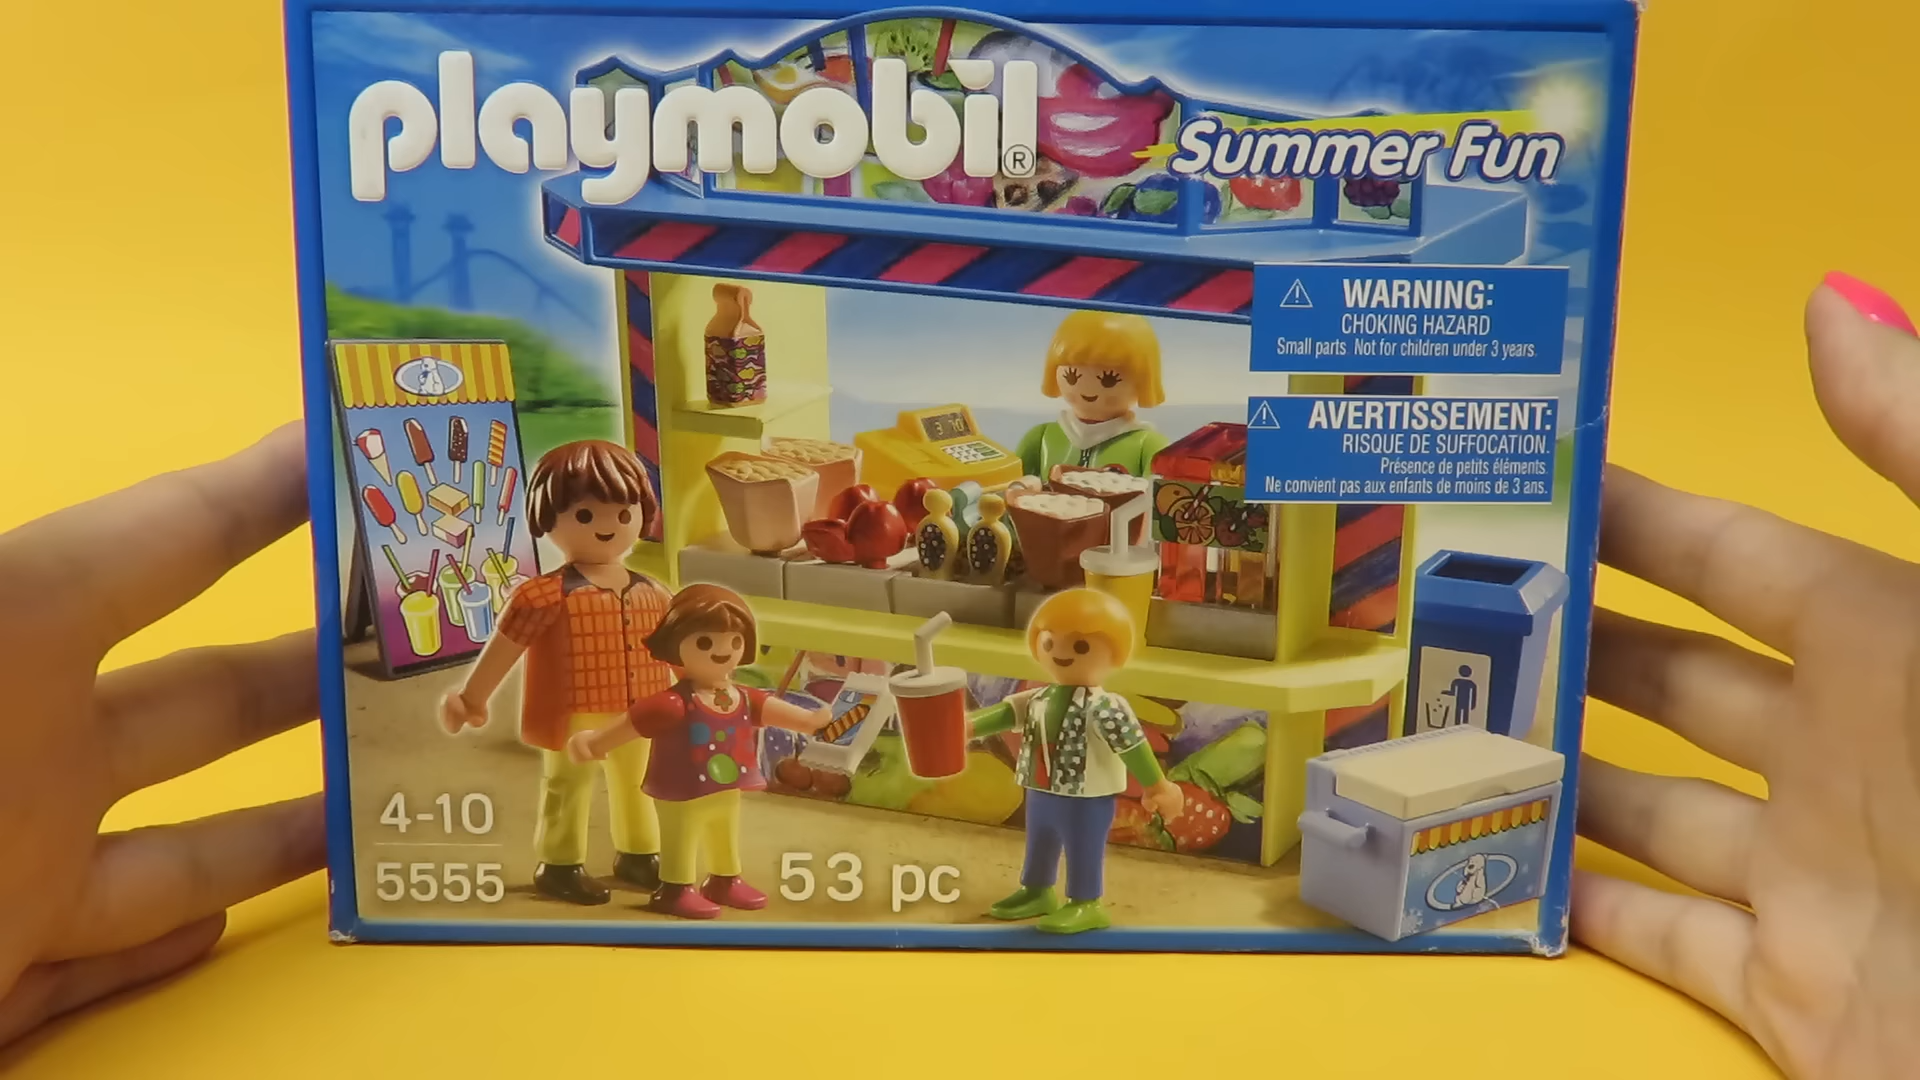 playmobil®
Summer Fun
WARNING:
CHOKING HAZARD
Small parts. Not for children under 3 years.
AVERTISSEMENT:
RISQUE DE SUFFOCATION.
Présence de petits éléments.
Ne convient pas aux enfants de moins de 3 ans.
4-10
5555
53 pc